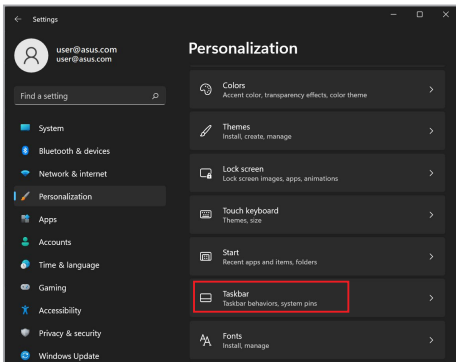 Settings
user@asus.com
user@asus.com
Find a setting
System
Bluetooth & devices
Network & internet
Personalization
Apps
Accounts
Time & language
Gaming
Accessibility
Privacy & security
Windows Update
Personalization
Colors
Accent color, transparency effects, color theme
Themes
Install, create, manage
Lock screen
Lock screen images, apps, animations
Touch keyboard
Themes, size
Start
Recent apps and items, folders
Taskbar
Taskbar behaviors, system pins
Fonts
Install, manage